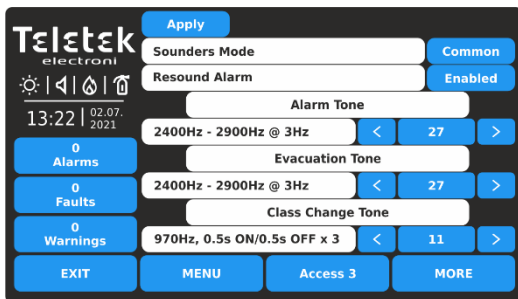 Teletek
electroni
13:22
02.07.
2021
0
Alarms
0
Faults
0
Warnings
EXIT
Apply
Sounders Mode Common
Resound Alarm Enabled
Alarm Tone
2400Hz - 2900Hz @ 3Hz < 27 >
Evacuation Tone
2400Hz - 2900Hz @ 3Hz < 27 >
Class Change Tone
970Hz, 0.5s ON/0.5s OFF x 3 < 11 >
MENU
Access 3
MORE